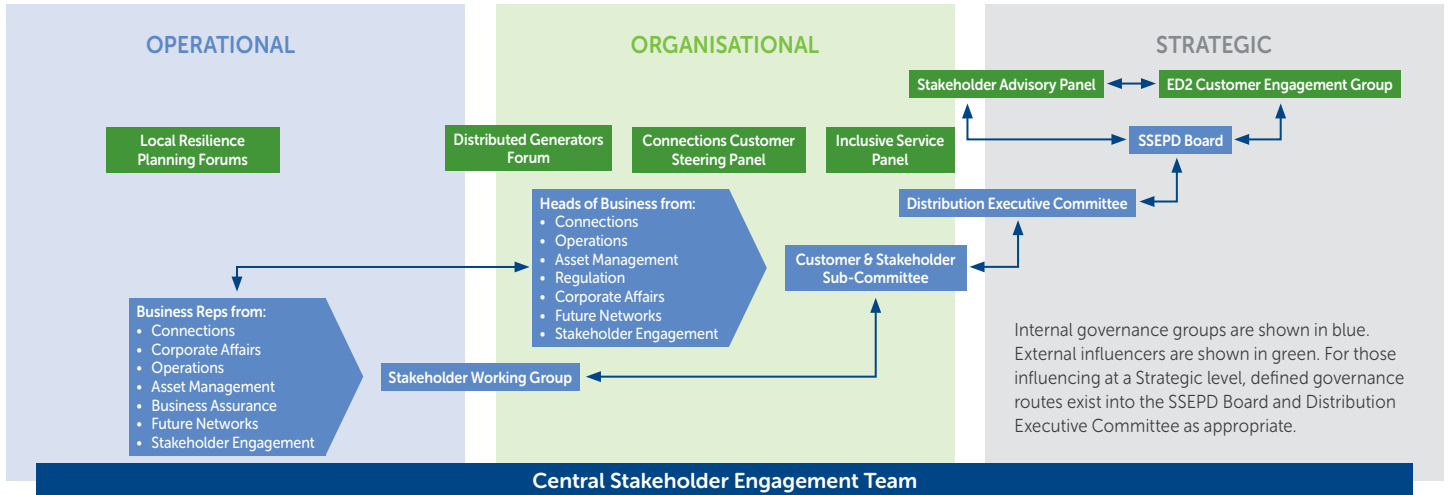 OPERATIONAL
ORGANISATIONAL
STRATEGIC
Stakeholder Advisory Panel
ED2 Customer Engagement Group
Local Resilience
Planning Forums
Distributed Generators
Forum
Connections Customer
Steering Panel
Inclusive Service
Panel
SSEPD Board
Heads of Business from:
• Connections
• Operations
• Asset Management
• Regulation
• Corporate Affairs
• Future Networks
• Stakeholder Engagement
Distribution Executive Committee
Customer & Stakeholder
Sub-Committee
Business Reps from:
• Connections
• Corporate Affairs
• Operations
• Asset Management
• Business Assurance
• Future Networks
• Stakeholder Engagement
Stakeholder Working Group
Internal governance groups are shown in blue.
External influencers are shown in green. For those
influencing at a Strategic level, defined governance
routes exist into the SSEPD Board and Distribution
Executive Committee as appropriate.
Central Stakeholder Engagement Team